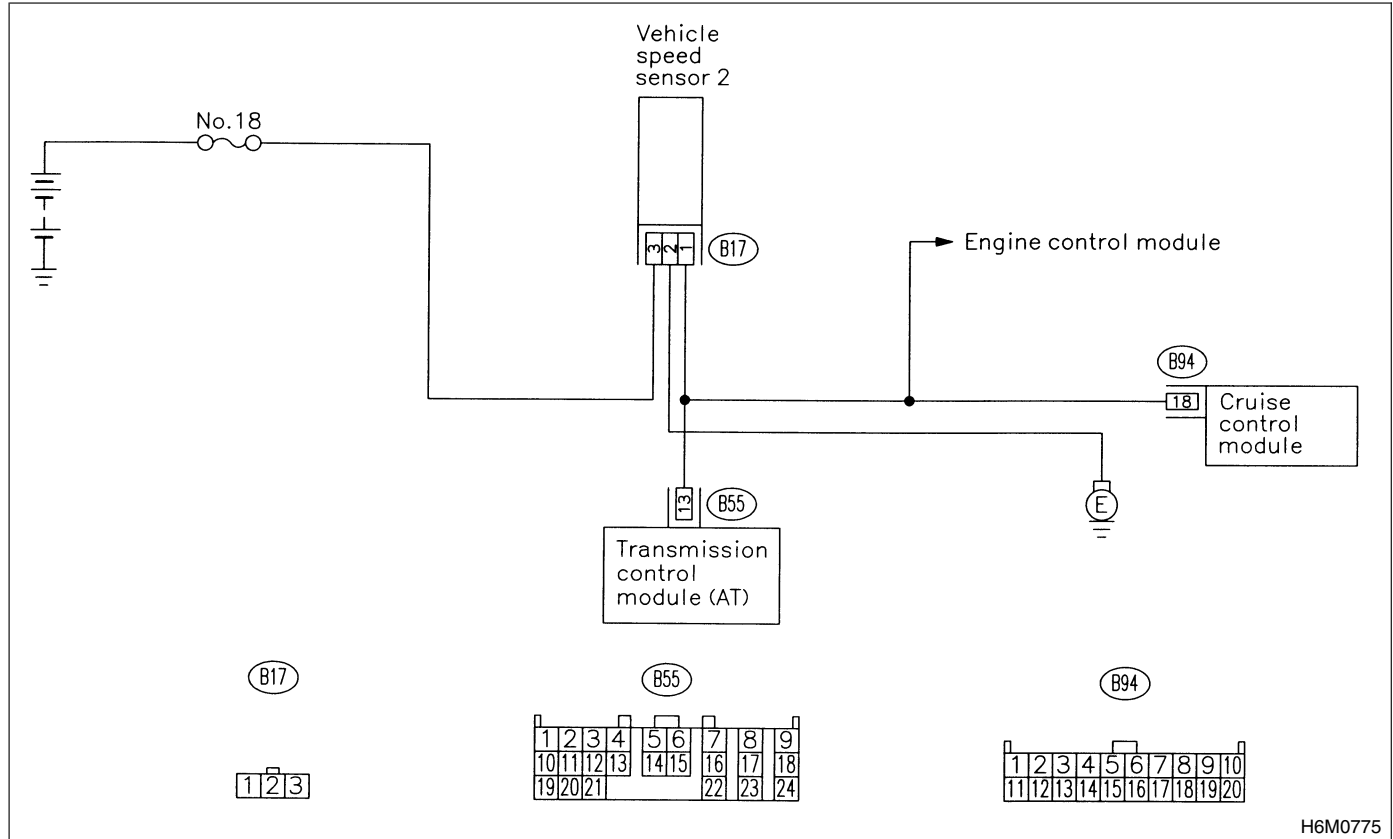 Vehicle
speed
sensor 2
No.18
3 2 1
B17
Engine control module
B94
18
Cruise
control
module
E
13
B55
Transmission
control
module (AT)
B17
B55
B94
1 2 3
1 2 3 4 5 6 7 8 9
10 11 12 13 14 15 16 17 18
19 20 21 22 23 24
1 2 3 4 5 6 7 8 9 10
11 12 13 14 15 16 17 18 19 20
H6M0775